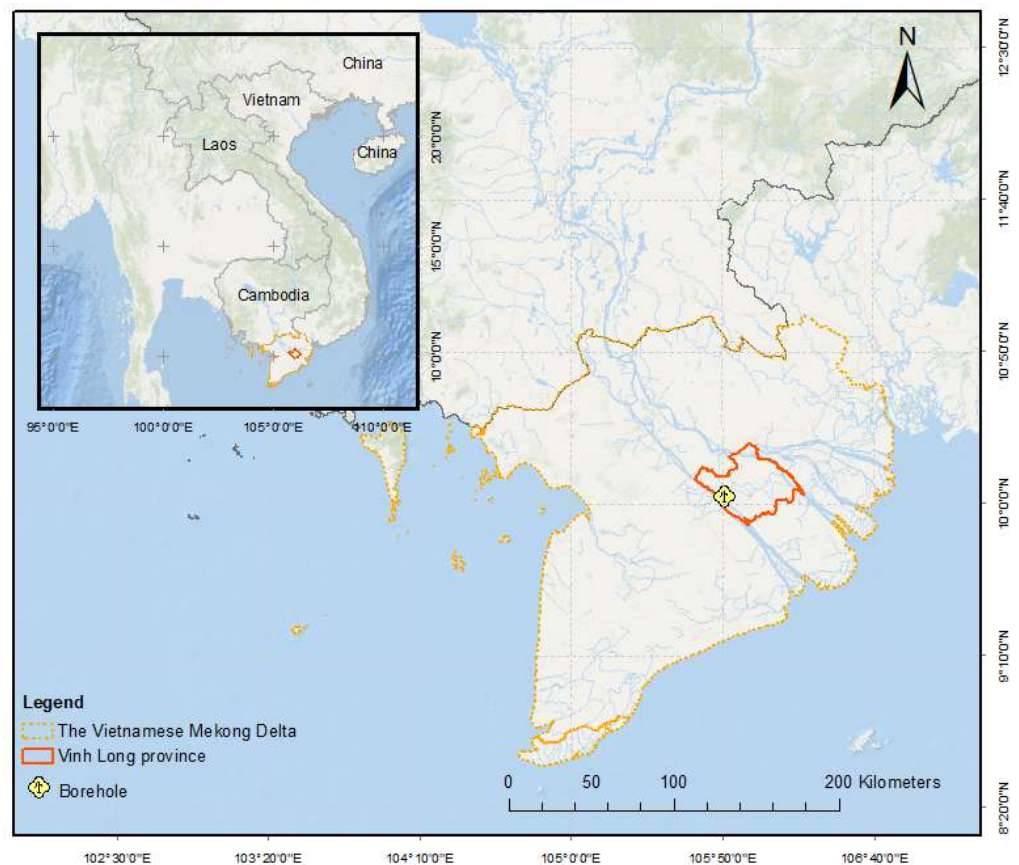 N
China
Vietnam
Laos
China
Cambodia
20°0'0"N
15°0'0"N
10°0'0"N
95°0'0"E
100°0'0"E
105°0'0"E
110°0'0"E
12°30'0"N
11°40'0"N
10°50'0"N
10°0'0"N
9°10'0"N
8°20'0"N
Legend
The Vietnamese Mekong Delta
Vinh Long province
Borehole
0 50 100 200 Kilometers
102°30'0"E
103°20'0"E
104°10'0"E
105°0'0"E
105°50'0"E
106°40'0"E